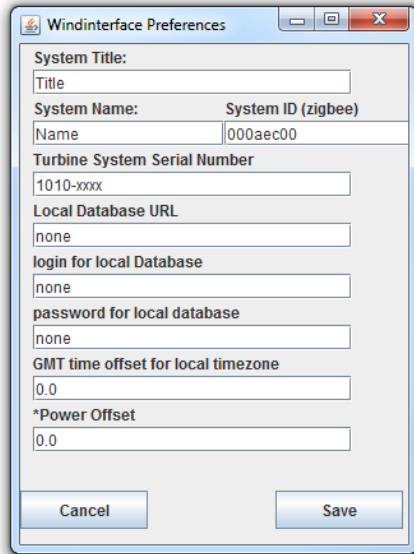 Windinterface Preferences
System Title:
Title
System Name: System ID (zigbee)
Name 000aec00
Turbine System Serial Number
1010-xxxx
Local Database URL
none
login for local Database
none
password for local database
none
GMT time offset for local timezone
0.0
*Power Offset
0.0
Cancel Save